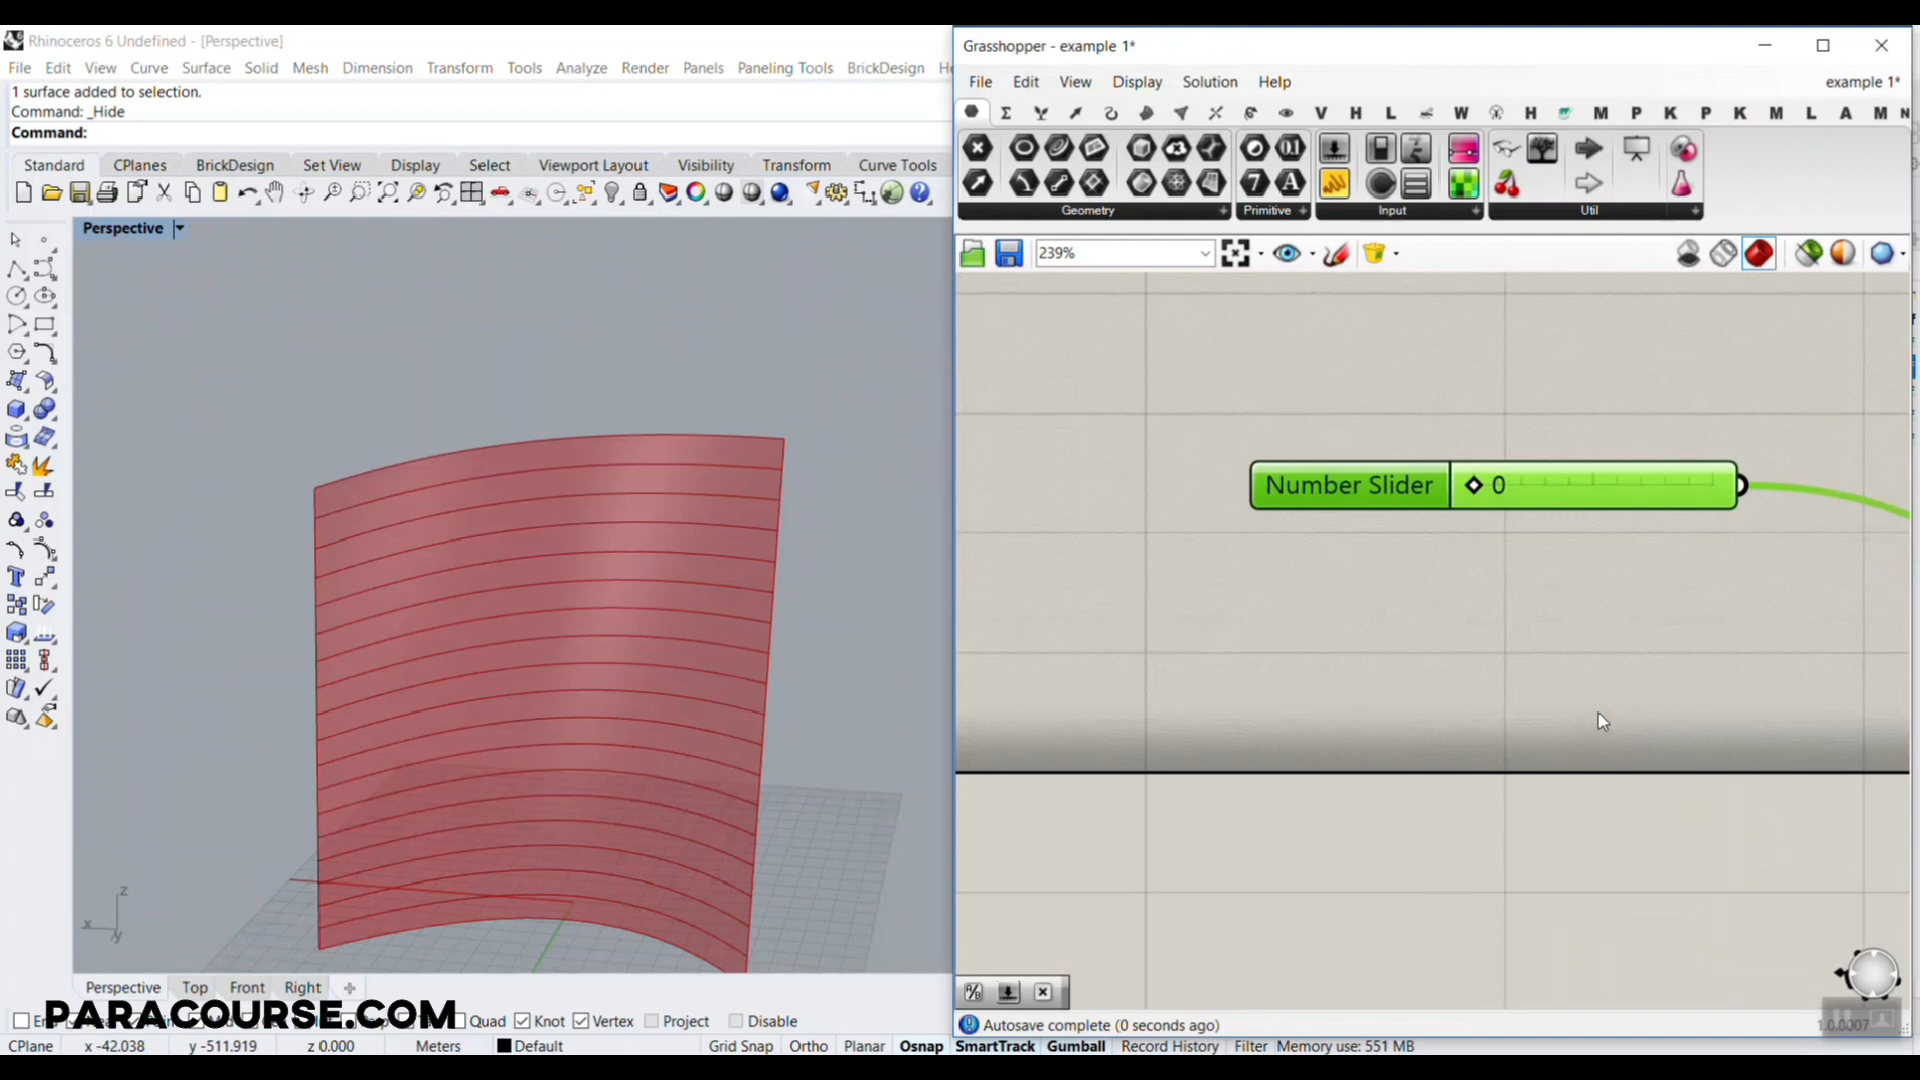 Rhinoceros 6 Undefined - [Perspective]
File Edit View Curve Surface Solid Mesh Dimension Transform Tools Analyze Render Panels Paneling Tools BrickDesign
1 surface added to selection.
Command: _Hide
Command:
Standard CPlanes BrickDesign Set View Display Select Viewport Layout Visibility Transform Curve Tools
Perspective
z
x
y
Perspective Top Front Right
PARACOURSE.COM
Quad Knot Vertex Project Disable
CPlane x -42.038 y -511.919 z 0.000 Meters Default Grid Snap Ortho Planar Osnap SmartTrack Gumball Record History Filter Memory use: 551 MB
Grasshopper - example 1*
File Edit View Display Solution Help example 1*
V H L W H M P K P K M L A M N
Geometry Primitive Input Util
239%
Number Slider 0
Autosave complete (0 seconds ago)
1.0.0007